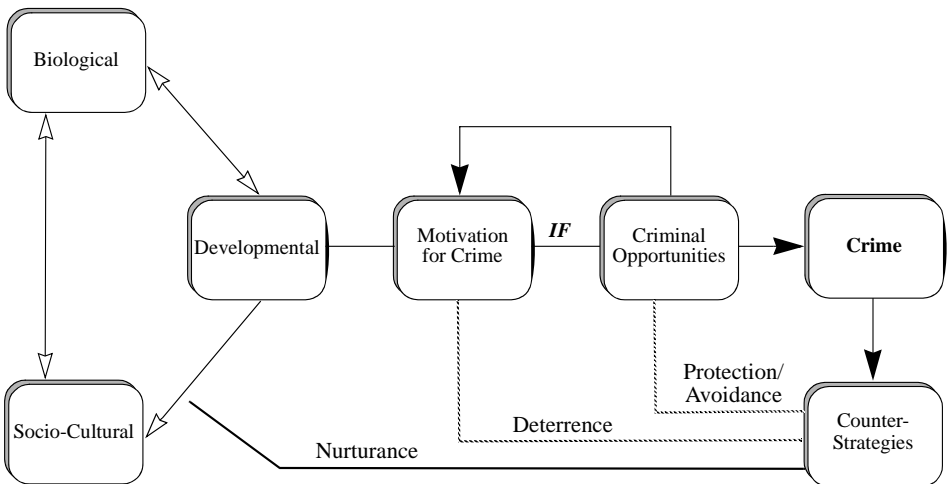 Biological
Developmental
Motivation
for Crime
IF
Criminal
Opportunities
Crime
Socio-Cultural
Nurturance
Deterrence
Protection/
Avoidance
Counter-
Strategies